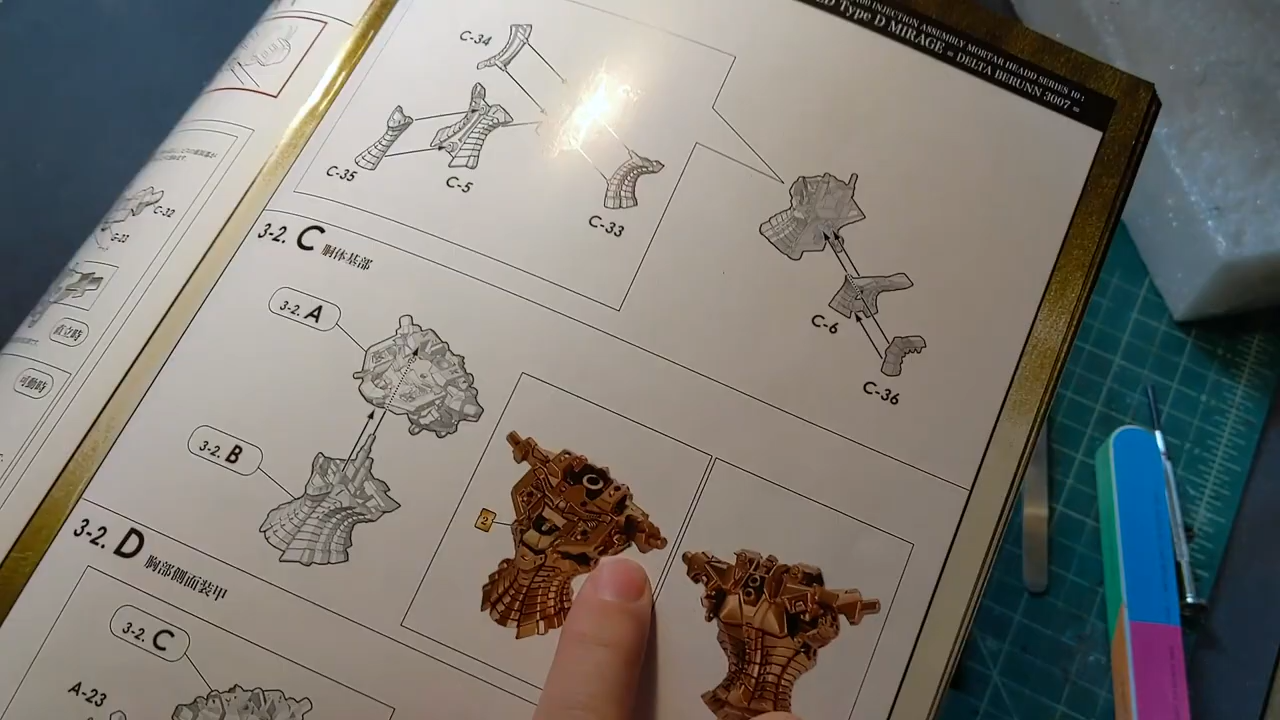 00 INJECTION ASSEMBLY MORTAR HEADD SERIES 10 :
ED Type D MIRAGE = DELTA BERUNN 3007 =
C-34
C-35
C-5
C-33
C-6
C-36
C-32
直立時
可動時
3-2. C 胴体基部
3-2. A
3-2. B
2
3-2. D 胸部側面装甲
3-2. C
A-23